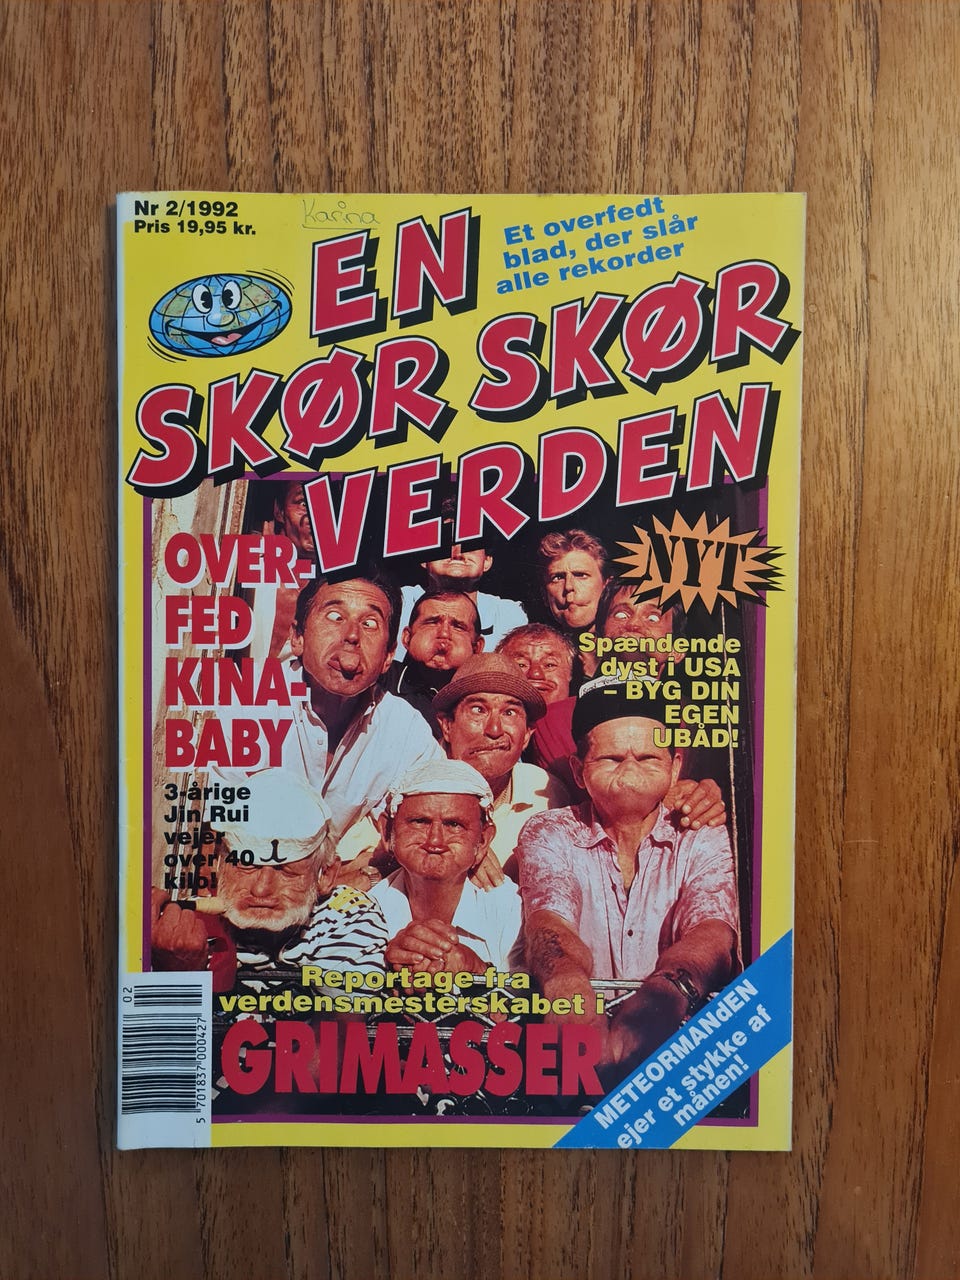 Nr 2/1992
Pris 19,95 kr.
Karina
Et overfedt
blad, der slår
alle rekorder
EN
SKØR SKØR
VERDEN
NYT
OVER-
FED
KINA-
BABY
3-årige
Jin Rui
vejer
over 40
kilo!
Spændende
dyst i USA
– BYG DIN
EGEN
UBÅD!
Reportage fra
verdensmesterskabet i
GRIMASSER
METEORMANdEN
ejer et stykke af
månen!
02
5 701837 000427